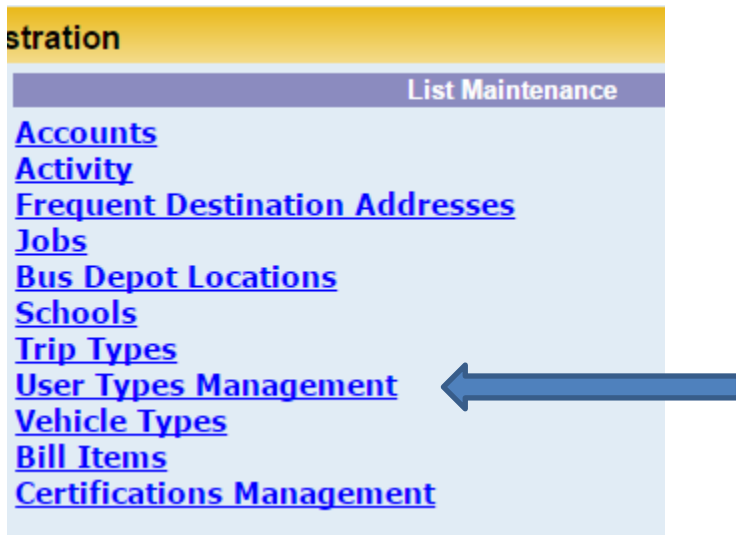 stration
List Maintenance
Accounts
Activity
Frequent Destination Addresses
Jobs
Bus Depot Locations
Schools
Trip Types
User Types Management
Vehicle Types
Bill Items
Certifications Management